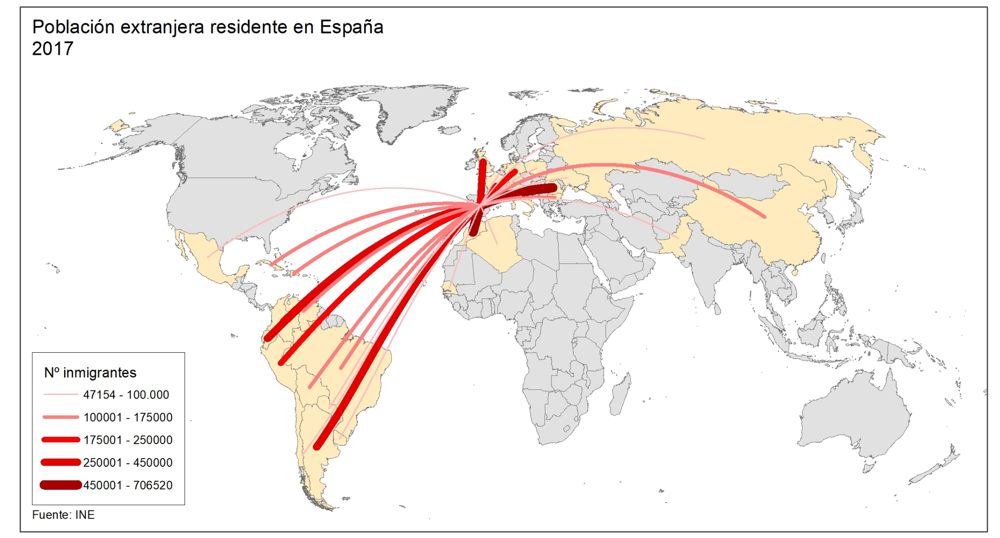 Población extranjera residente en España
2017
Nº inmigrantes
47154 - 100.000
100001 - 175000
175001 - 250000
250001 - 450000
450001 - 706520
Fuente: INE